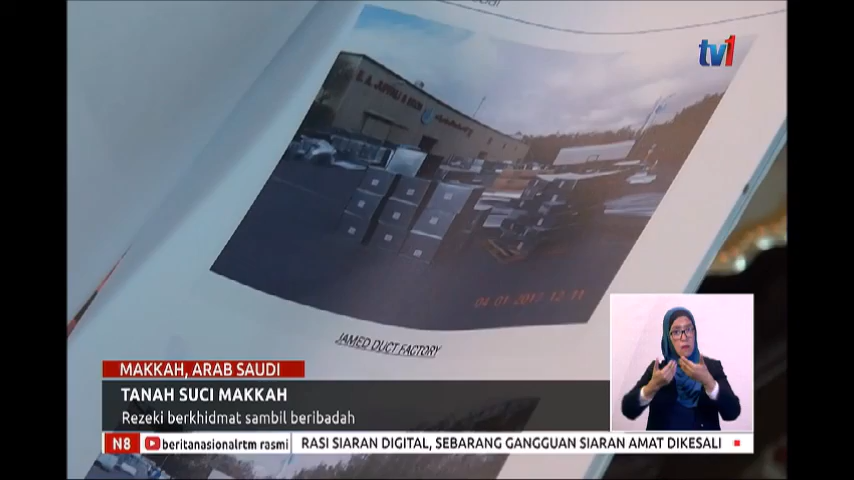 tv1
04-01-2017 12:11
JAMED DUCT FACTORY
MAKKAH, ARAB SAUDI
TANAH SUCI MAKKAH
Rezeki berkhidmat sambil beribadah
N8
beritanasionalrtm rasmi
RASI SIARAN DIGITAL, SEBARANG GANGGUAN SIARAN AMAT DIKESALI